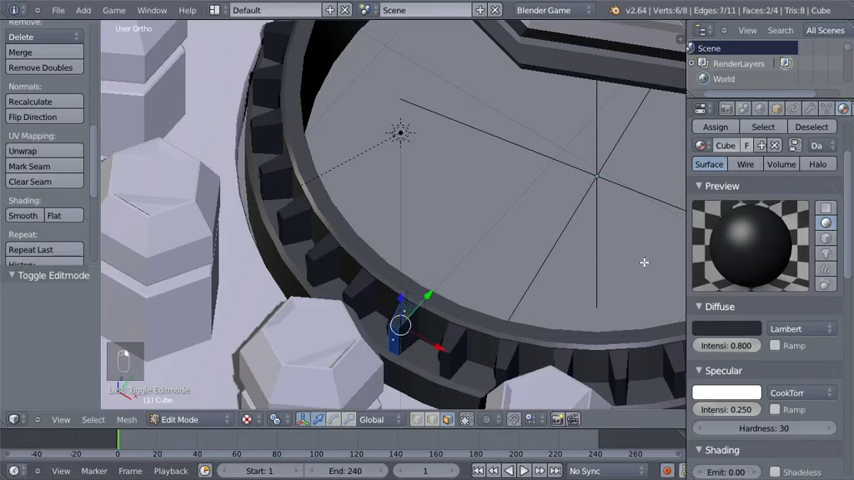 File Add Render Window Help Default Scene Blender Game v2.64 | Verts:6/8 | Edges:7/11 | Faces:2/4 | Tris:8 | Cube
View Search All Scenes
Scene
RenderLayers
World
Delete
Merge
Remove Doubles
Normals:
Recalculate
Flip Direction
UV Mapping:
Unwrap
Mark Seam
Clear Seam
Shading:
Smooth Flat
Repeat:
Repeat Last
Toggle Editmode
User Ortho
Last: Toggle Editmode
(1) Cube
Assign Select Deselect
Cube F Da
Surface Wire Volume Halo
Preview
Diffuse
Lambert
Intensi: 0.800 Ramp
Specular
CookTorr
Intensi: 0.250 Ramp
Hardness: 30
Shading
Emit: 0.00 Shadeless
View Select Mesh Edit Mode Global
-40 -20 0 20 40 60 80 100 120 140 160 180 200 220 240 260
View Marker Frame Playback Start: 1 End: 240 1 No Sync